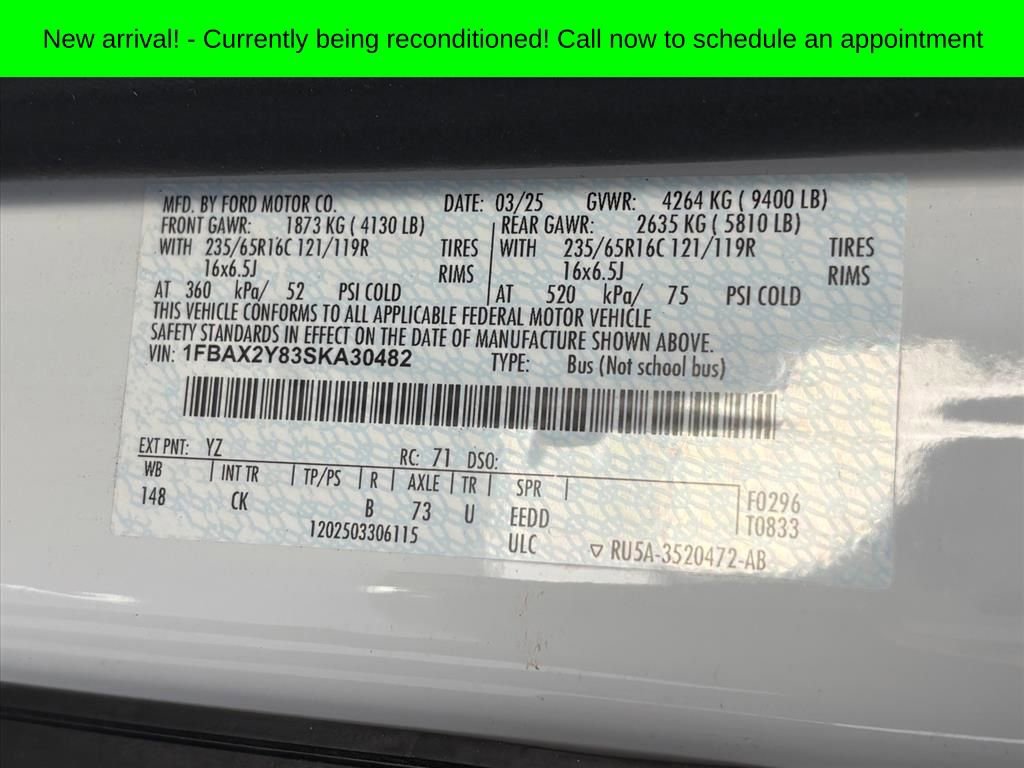 New arrival! - Currently being reconditioned! Call now to schedule an appointment
MFD. BY FORD MOTOR CO. DATE: 03/25 GVWR: 4264 KG ( 9400 LB)
FRONT GAWR: 1873 KG ( 4130 LB) REAR GAWR: 2635 KG ( 5810 LB)
WITH 235/65R16C 121/119R TIRES WITH 235/65R16C 121/119R TIRES
16x6.5J RIMS 16x6.5J RIMS
AT 360 kPa/ 52 PSI COLD AT 520 kPa/ 75 PSI COLD
THIS VEHICLE CONFORMS TO ALL APPLICABLE FEDERAL MOTOR VEHICLE
SAFETY STANDARDS IN EFFECT ON THE DATE OF MANUFACTURE SHOWN ABOVE.
VIN: 1FBAX2Y83SKA30482 TYPE: Bus (Not school bus)
EXT PNT: YZ RC: 71 DSO:
WB INT TR TP/PS R AXLE TR SPR
148 CK B 73 U EEDD F0296
T0833
1202503306115 ULC RU5A-3520472-AB